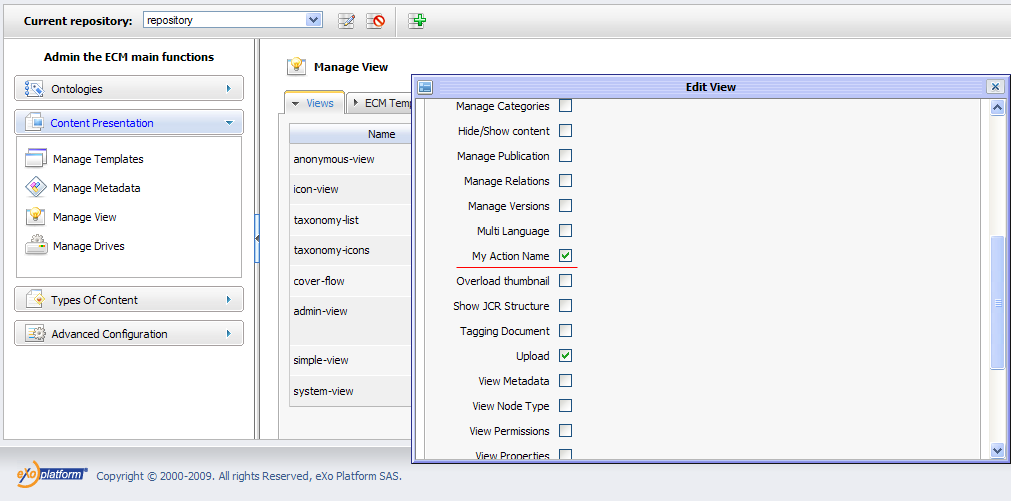 Current repository: repository
Admin the ECM main functions
Ontologies
Content Presentation
Manage Templates
Manage Metadata
Manage View
Manage Drives
Types Of Content
Advanced Configuration
Manage View
Views ECM Temp
Name
anonymous-view
icon-view
taxonomy-list
taxonomy-icons
cover-flow
admin-view
simple-view
system-view
Edit View
Manage Categories
Hide/Show content
Manage Publication
Manage Relations
Manage Versions
Multi Language
My Action Name
Overload thumbnail
Show JCR Structure
Tagging Document
Upload
View Metadata
View Node Type
View Permissions
View Properties
eXo platform Copyright © 2000-2009. All rights Reserved, eXo Platform SAS.